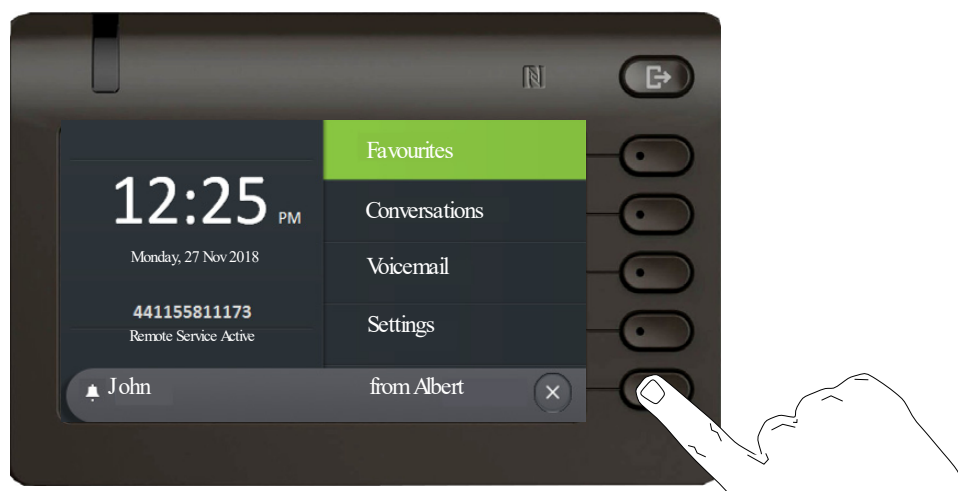 12:25 PM
Monday, 27 Nov 2018
441155811173
Remote Service Active
Favourites
Conversations
Voicemail
Settings
John from Albert